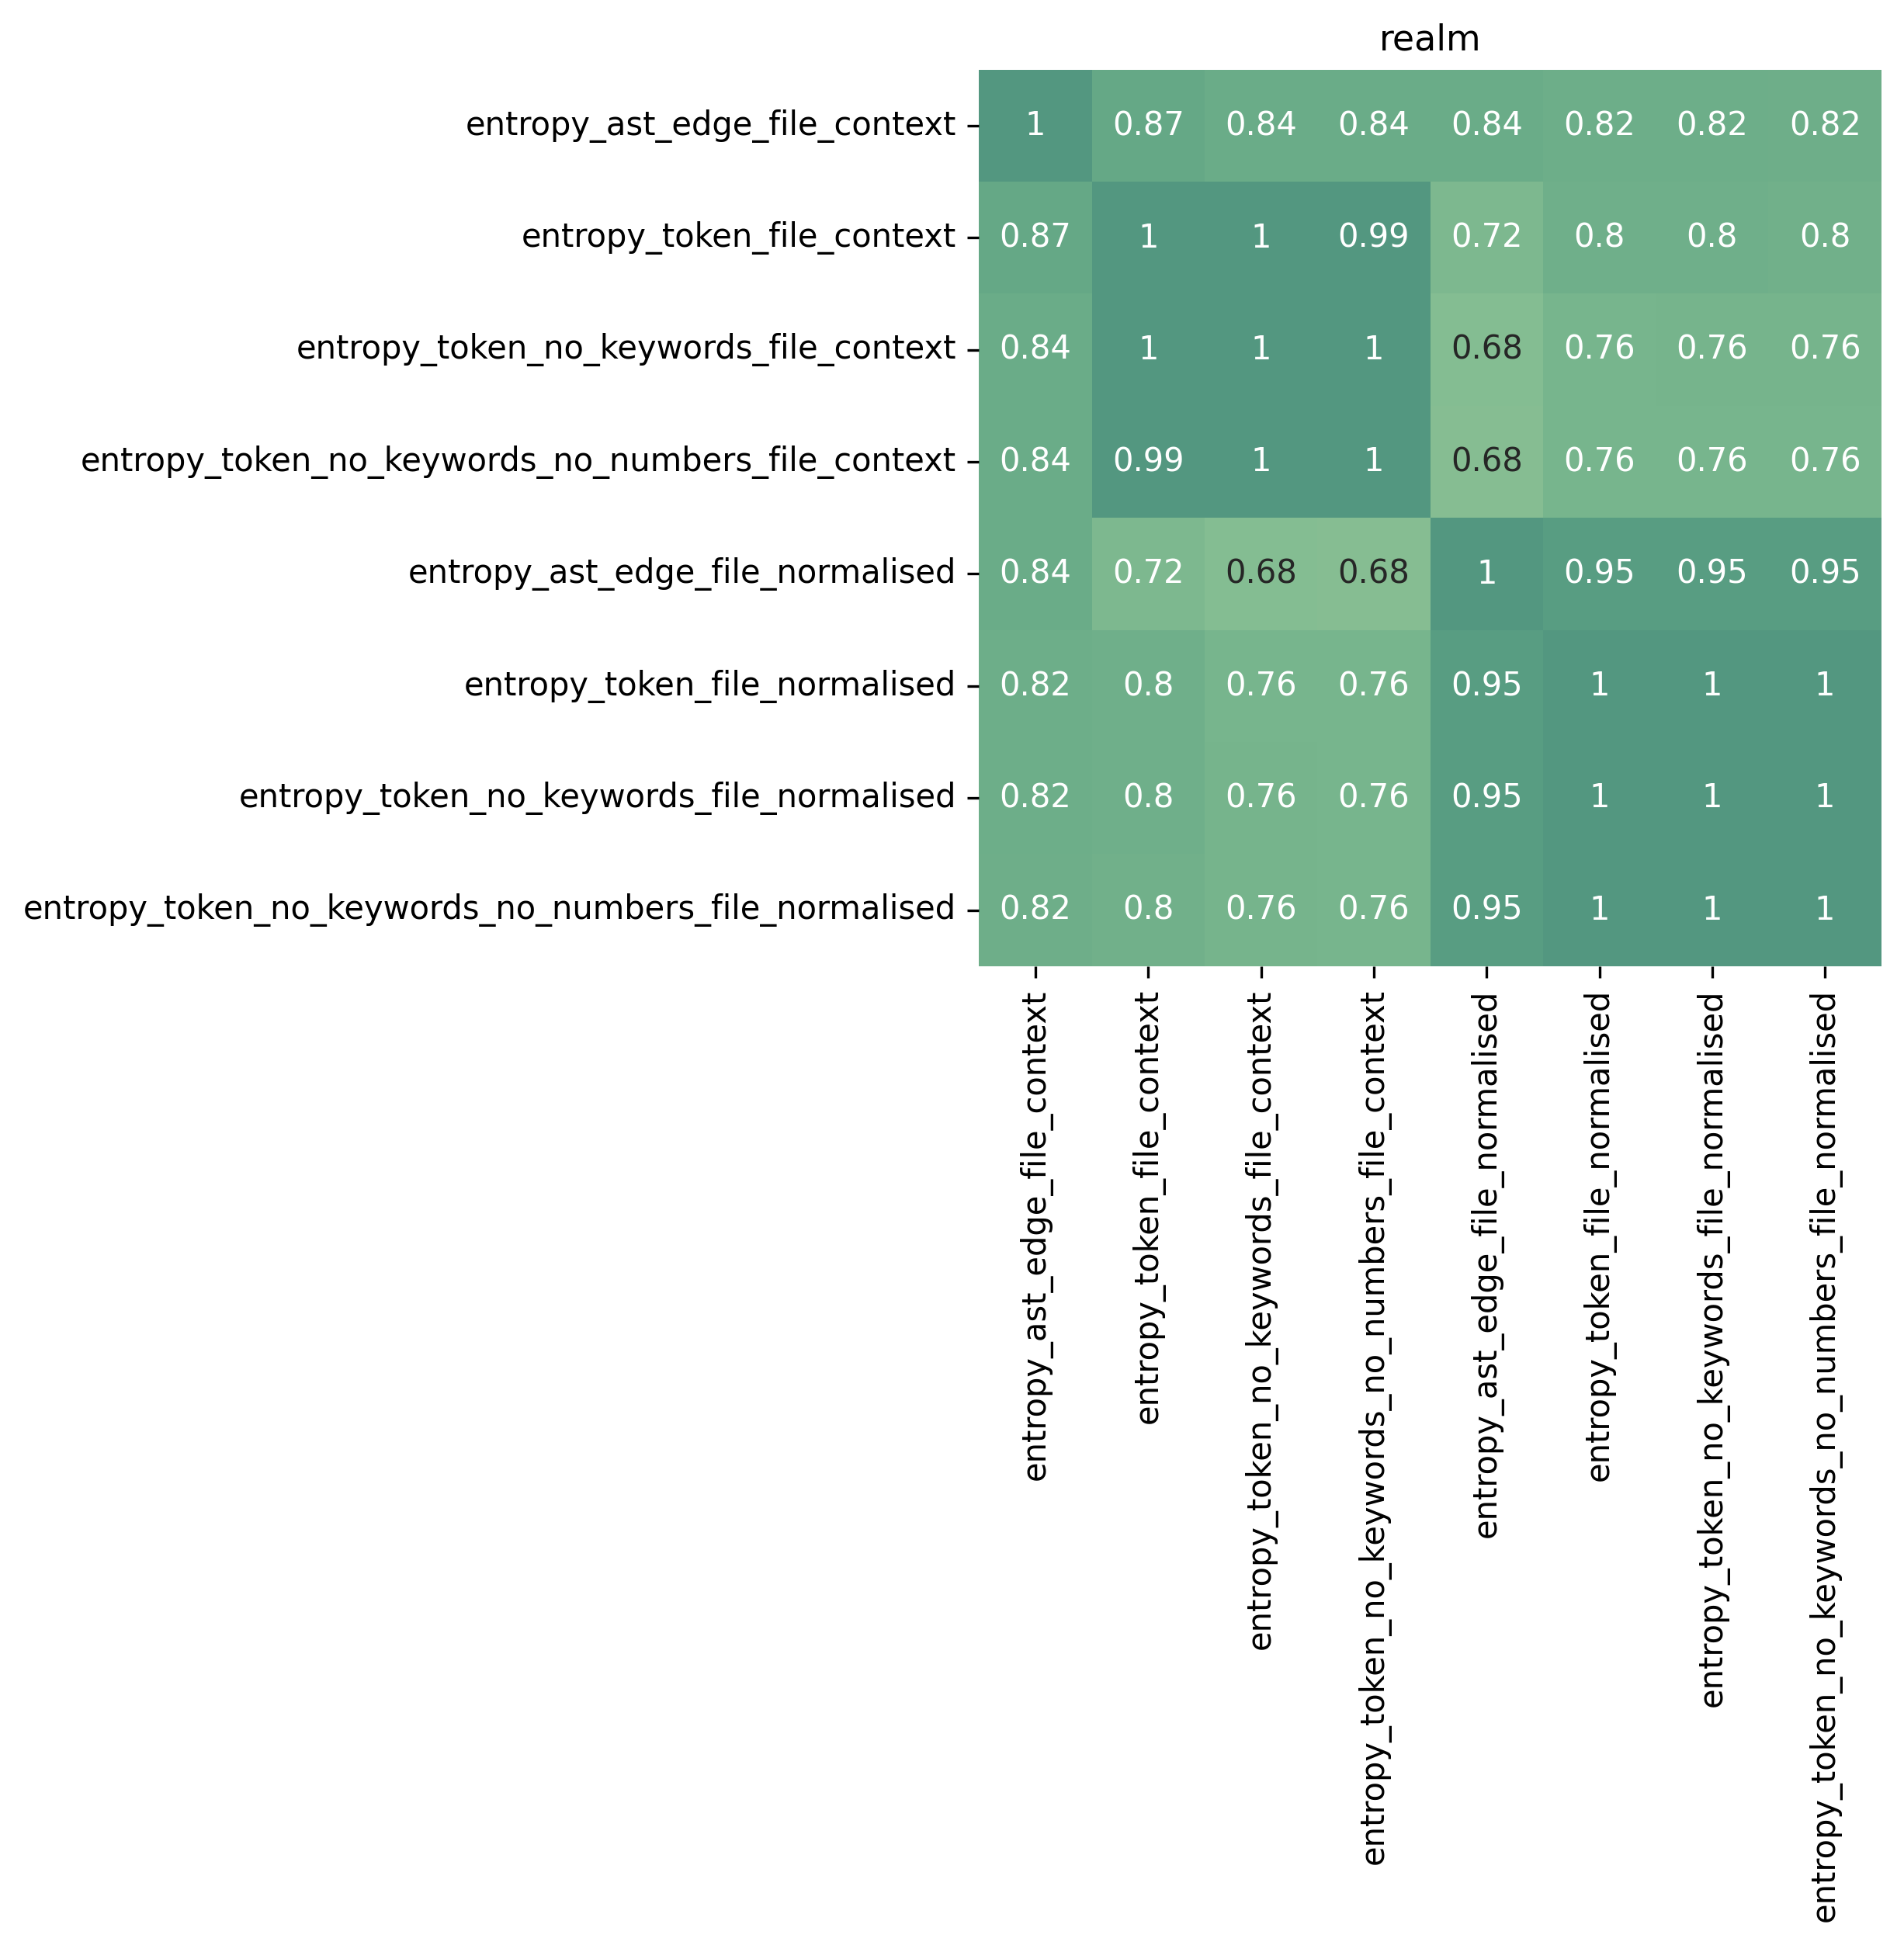 realm
entropy_ast_edge_file_context 1 0.87 0.84 0.84 0.84 0.82 0.82 0.82
entropy_token_file_context 0.87 1 1 0.99 0.72 0.8 0.8 0.8
entropy_token_no_keywords_file_context 0.84 1 1 1 0.68 0.76 0.76 0.76
entropy_token_no_keywords_no_numbers_file_context 0.84 0.99 1 1 0.68 0.76 0.76 0.76
entropy_ast_edge_file_normalised 0.84 0.72 0.68 0.68 1 0.95 0.95 0.95
entropy_token_file_normalised 0.82 0.8 0.76 0.76 0.95 1 1 1
entropy_token_no_keywords_file_normalised 0.82 0.8 0.76 0.76 0.95 1 1 1
entropy_token_no_keywords_no_numbers_file_normalised 0.82 0.8 0.76 0.76 0.95 1 1 1
entropy_ast_edge_file_context
entropy_token_file_context
entropy_token_no_keywords_file_context
entropy_token_no_keywords_no_numbers_file_context
entropy_ast_edge_file_normalised
entropy_token_file_normalised
entropy_token_no_keywords_file_normalised
entropy_token_no_keywords_no_numbers_file_normalised